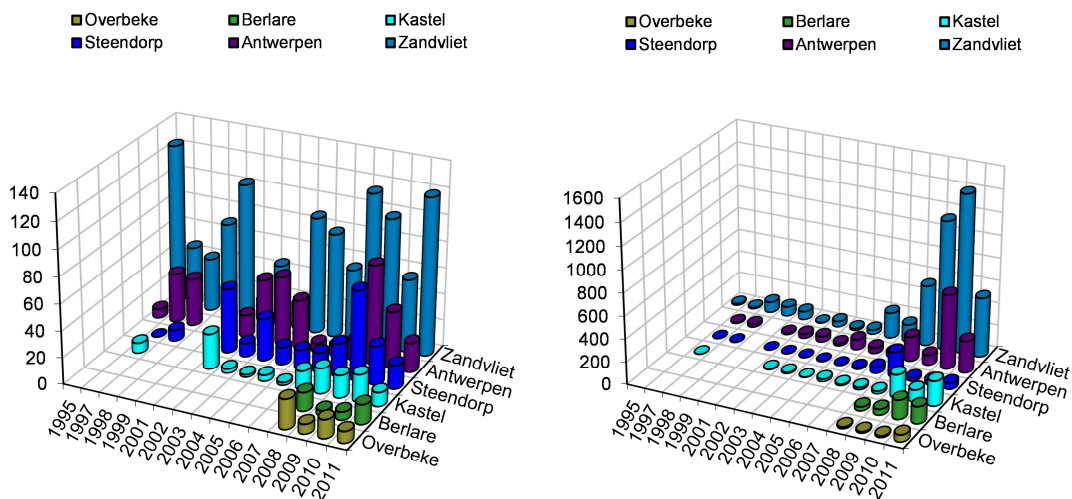 Overbeke Berlare Kastel
Steendorp Antwerpen Zandvliet
140
120
100
80
60
40
20
0
1995
1997
1998
1999
2001
2002
2003
2004
2005
2006
2007
2008
2009
2010
2011
Zandvliet
Antwerpen
Steendorp
Kastel
Berlare
Overbeke
Overbeke Berlare Kastel
Steendorp Antwerpen Zandvliet
1600
1400
1200
1000
800
600
400
200
0
1995
1997
1998
1999
2001
2002
2003
2004
2005
2006
2007
2008
2009
2010
2011
Zandvliet
Antwerpen
Steendorp
Kastel
Berlare
Overbeke